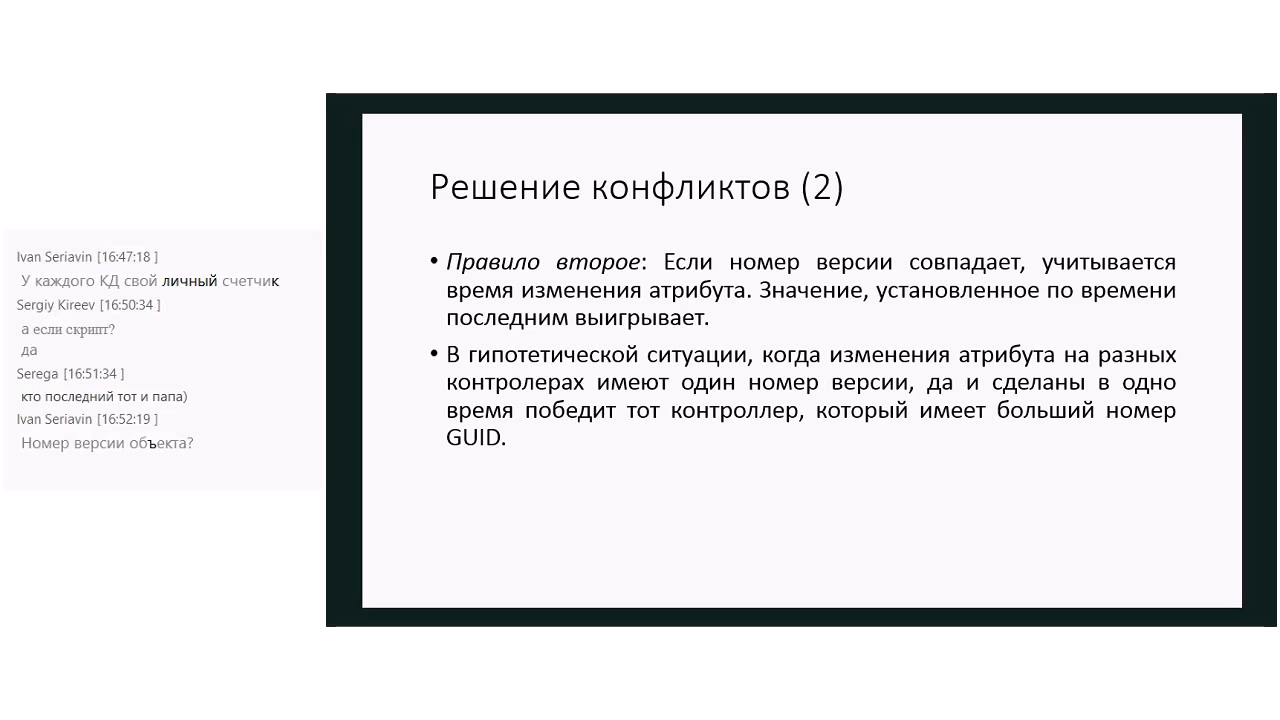 Ivan Seriavin [16:47:18 ]
У каждого КД свой личный счетчик
Sergiy Kireev [16:50:34 ]
а если скрипт?
да
Serega [16:51:34 ]
кто последний тот и папа)
Ivan Seriavin [16:52:19 ]
Номер версии объекта?
Решение конфликтов (2)
• Правило второе: Если номер версии совпадает, учитывается
время изменения атрибута. Значение, установленное по времени
последним выигрывает.
• В гипотетической ситуации, когда изменения атрибута на разных
контролерах имеют один номер версии, да и сделаны в одно
время победит тот контроллер, который имеет больший номер
GUID.